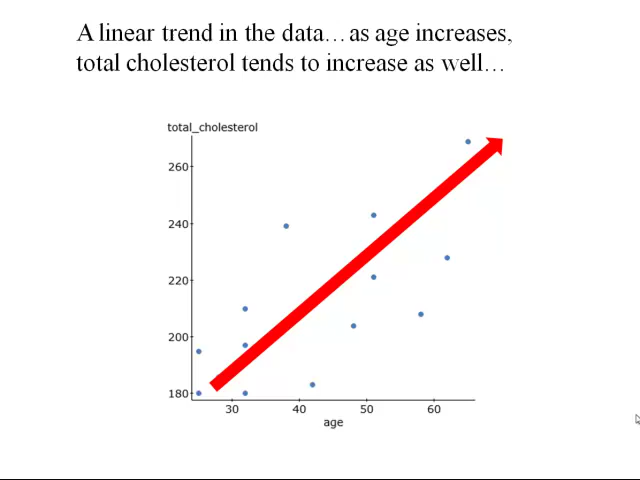 A linear trend in the data…as age increases,
total cholesterol tends to increase as well…
total_cholesterol
260
240
220
200
180
30 40 50 60
age